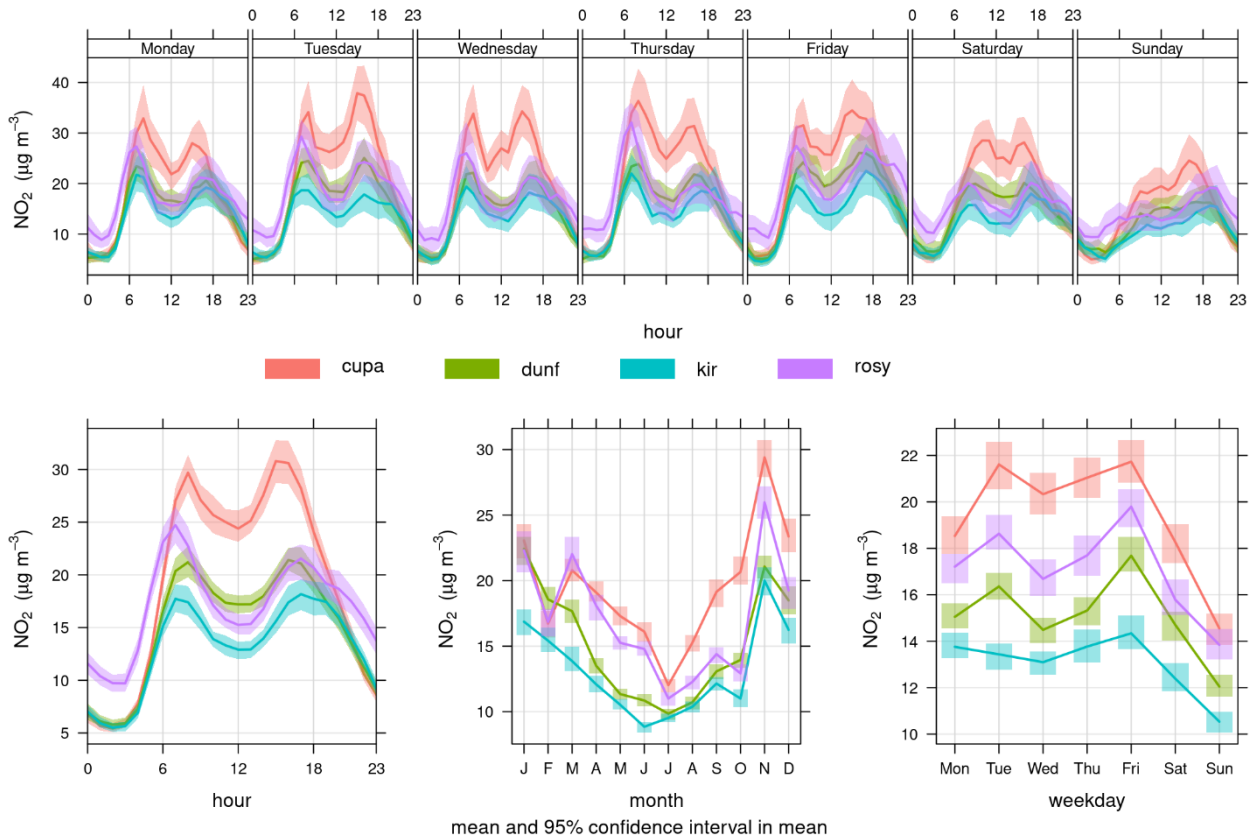 0 6 12 18 23 0 6 12 18 23 0 6 12 18 23
Monday Tuesday Wednesday Thursday Friday Saturday Sunday
40
30
20
10
NO2 (µg m−3)
0 6 12 18 23 0 6 12 18 23 0 6 12 18 23 0 6 12 18 23
hour
cupa dunf kir rosy
30
25
20
15
10
5
NO2 (µg m−3)
0 6 12 18 23
hour
30
25
20
15
10
NO2 (µg m−3)
J F M A M J J A S O N D
month
22
20
18
16
14
12
10
NO2 (µg m−3)
Mon Tue Wed Thu Fri Sat Sun
weekday
mean and 95% confidence interval in mean